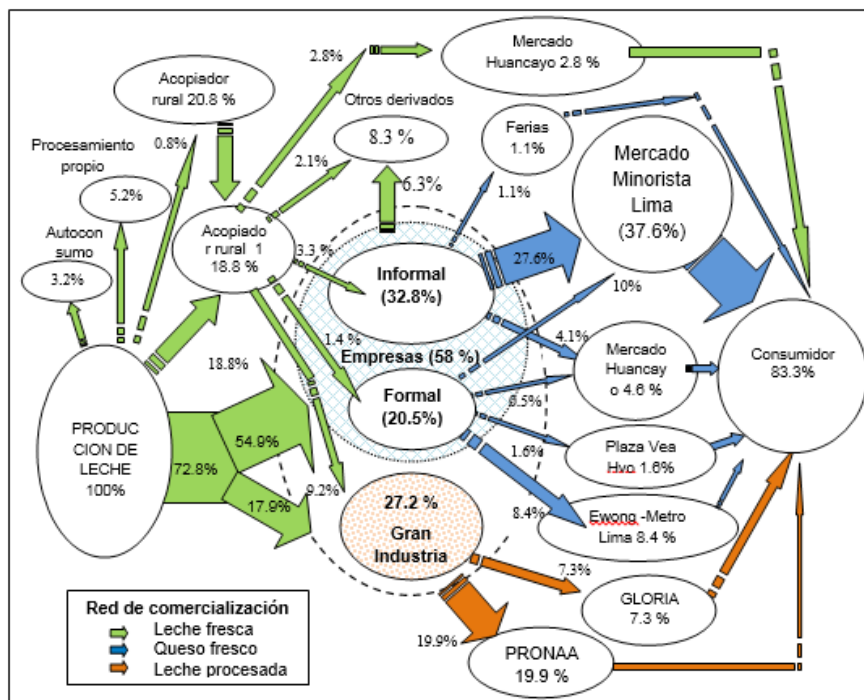 2.8%
Mercado
Huancayo 2.8 %
Acopiador
rural 20.8 %
Otros derivados
8.3 %
Ferias
1.1%
Procesamiento
propio
0.8%
2.1%
6.3%
1.1%
Mercado
Minorista
Lima
(37.6%)
5.2%
Autocon
sumo
3.2%
Acopiado
r rural 1
18.8 %
3.3 %
Informal
(32.8%)
27.6%
10%
1.4 %
Empresas (58 %)
4.1%
Mercado
Huancay
o 4.6 %
Consumidor
83.3%
18.8%
Formal
(20.5%)
0.5%
PRODUC
CION DE
LECHE
100%
72.8%
54.9%
17.9%
9.2%
1.6%
Plaza Vea
Hyo 1.6%
27.2 %
Gran
Industria
8.4%
Ewong -Metro
Lima 8.4 %
7.3%
GLORIA
7.3 %
19.9%
PRONAA
19.9 %
Red de comercialización
Leche fresca
Queso fresco
Leche procesada